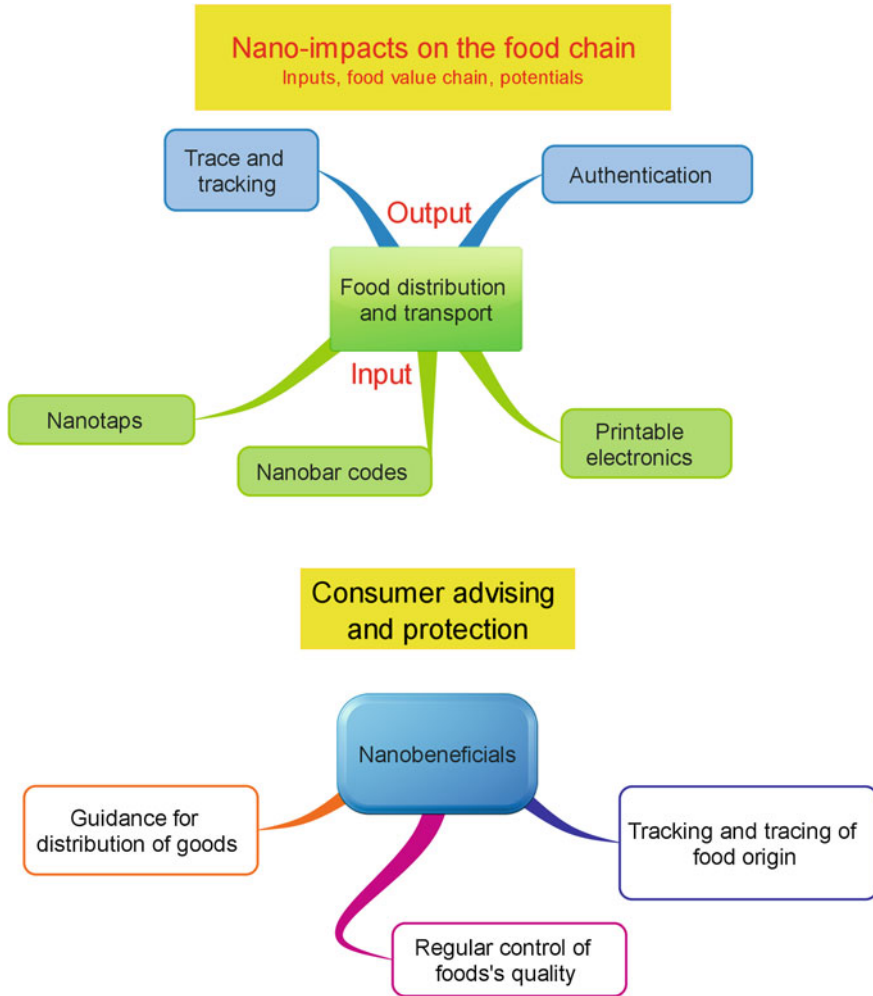 Nano-impacts on the food chain
Inputs, food value chain, potentials
Trace and
tracking
Authentication
Output
Food distribution
and transport
Input
Nanotaps
Nanobar codes
Printable
electronics
Consumer advising
and protection
Nanobeneficials
Guidance for
distribution of goods
Tracking and tracing of
food origin
Regular control of
foods's quality